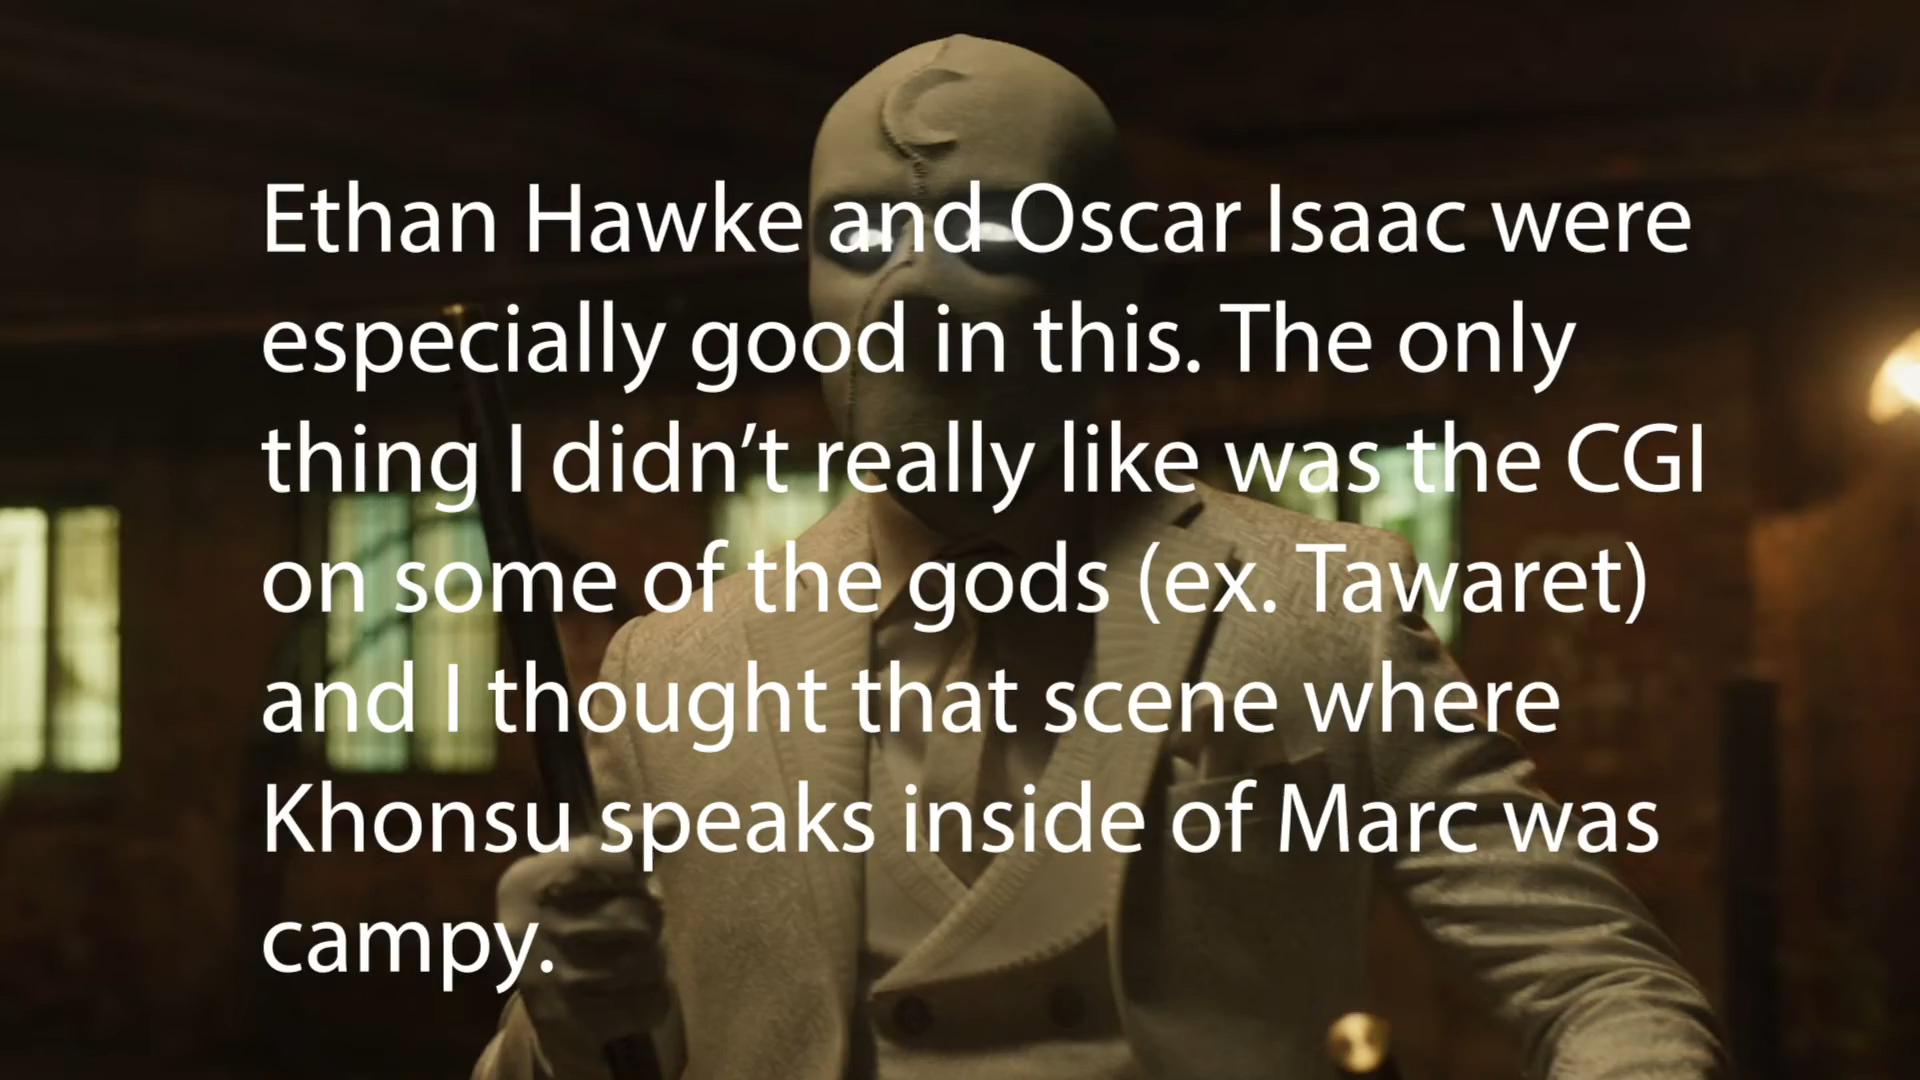 Ethan Hawke and Oscar Isaac were
especially good in this. The only
thing I didn’t really like was the CGI
on some of the gods (ex. Tawaret)
and I thought that scene where
Khonsu speaks inside of Marc was
campy.